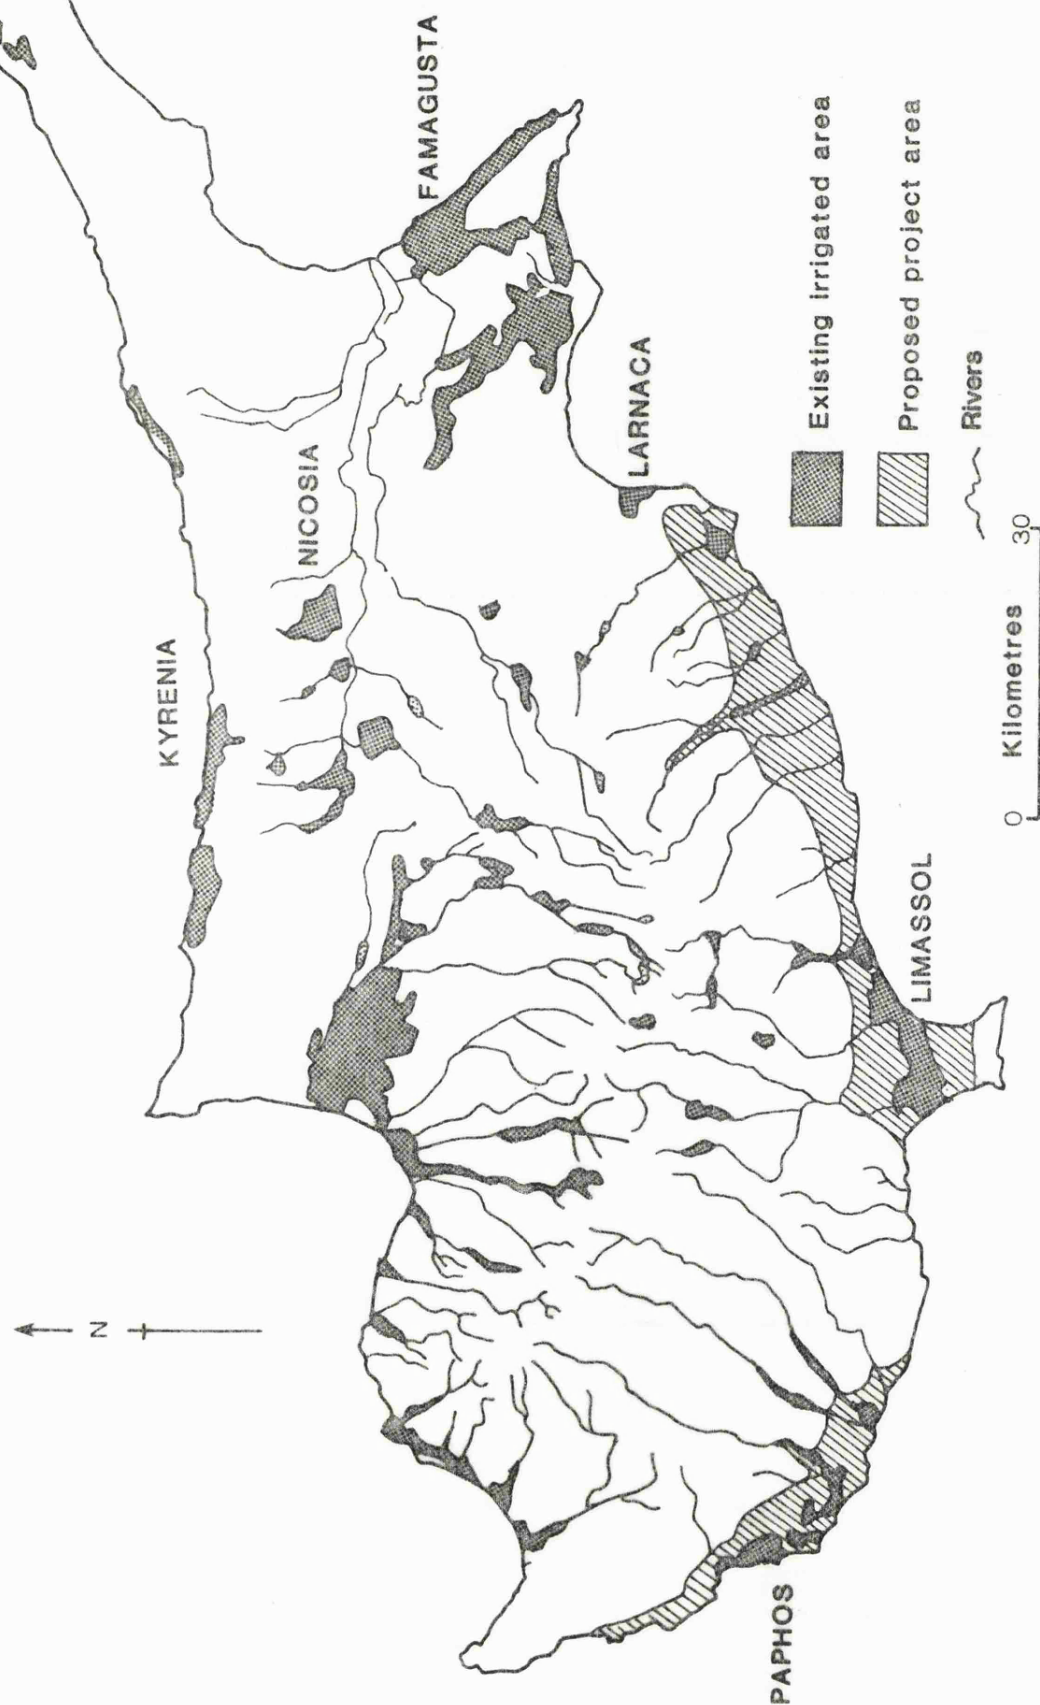 N
KYRENIA
NICOSIA
FAMAGUSTA
LARNACA
LIMASSOL
PAPHOS
Existing irrigated area
Proposed project area
Rivers
0 30
Kilometres